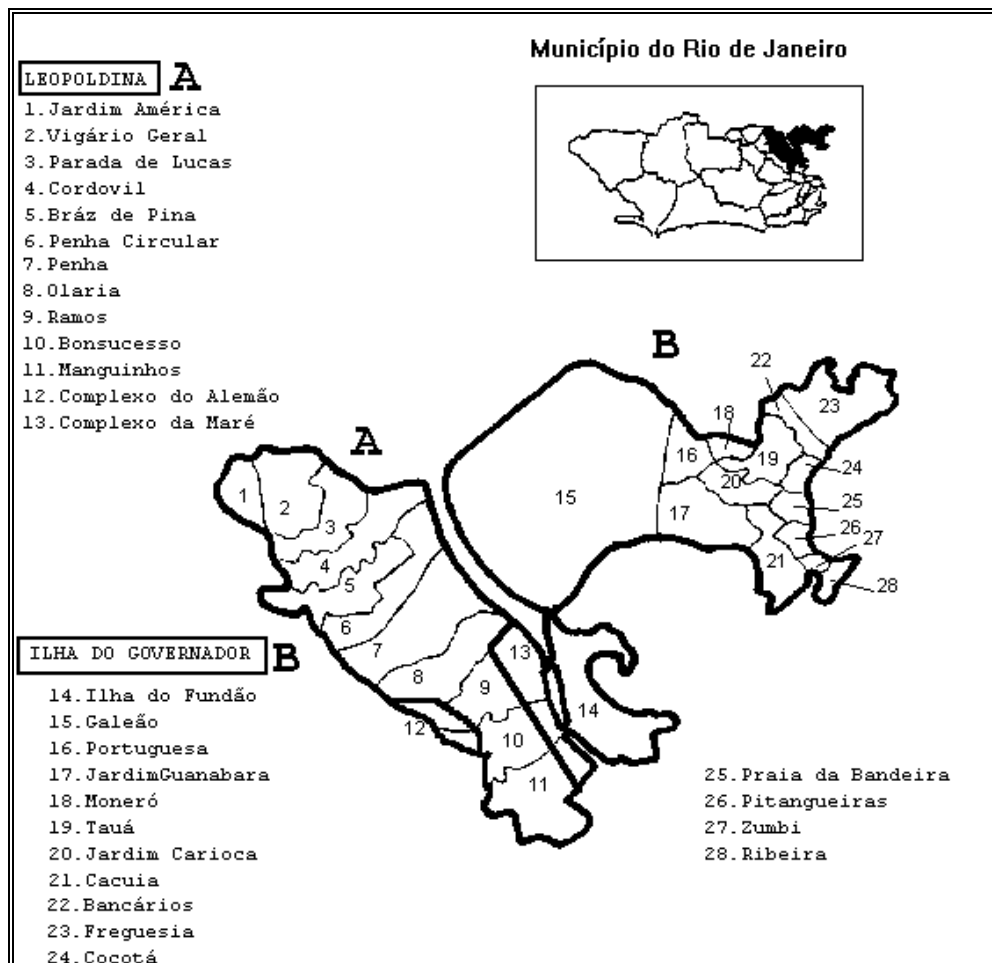 Município do Rio de Janeiro
LEOPOLDINA A
1.Jardim América
2.Vigário Geral
3.Parada de Lucas
4.Cordovil
5.Bráz de Pina
6.Penha Circular
7.Penha
8.Olaria
9.Ramos
10.Bonsucesso
11.Manguinhos
12.Complexo do Alemão
13.Complexo da Maré
B
22
23
18
A
16
19
24
20
15
1
2
25
3
17
26
4
27
5
21
28
6
7
13
8
9
14
12
10
11
ILHA DO GOVERNADOR B
14.Ilha do Fundão
15.Galeão
16.Portuguesa
17.JardimGuanabara
18.Moneró
19.Tauá
20.Jardim Carioca
21.Cacuia
22.Bancários
23.Freguesia
24.Cocotá
25.Praia da Bandeira
26.Pitangueiras
27.Zumbi
28.Ribeira